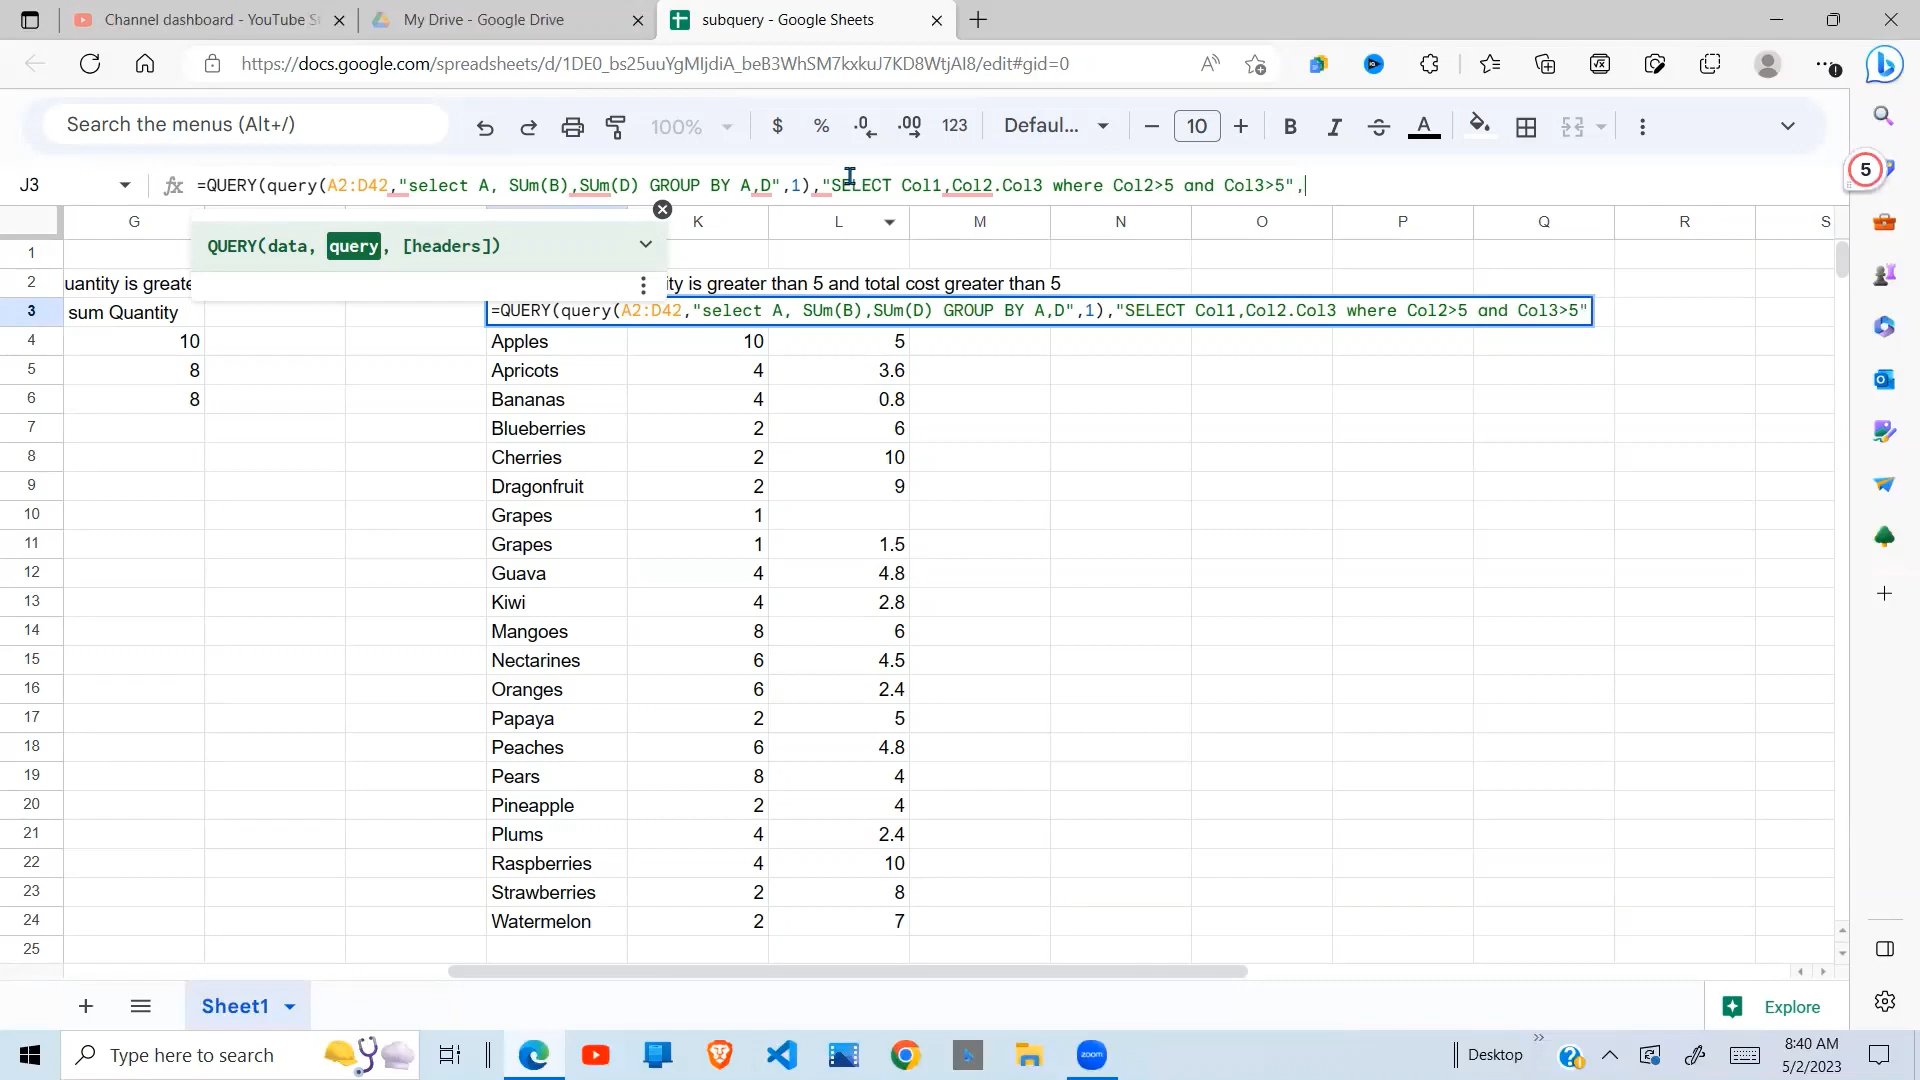 Channel dashboard - YouTube S
My Drive - Google Drive
subquery - Google Sheets
https://docs.google.com/spreadsheets/d/1DE0_bs25uuYgMIjdiA_beB3WhSM7kxkuJ7KD8WtjAI8/edit#gid=0
Search the menus (Alt+/)
100%
$ % .0 .00 123
Defaul...
10
B I A
5
J3
fx =QUERY(query(A2:D42,"select A, SUm(B),SUm(D) GROUP BY A,D",1),"SELECT Col1,Col2.Col3 where Col2>5 and Col3>5",
QUERY(data, query, [headers])
G K L M N O P Q R S
1
2 uantity is greate ity is greater than 5 and total cost greater than 5
3 sum Quantity =QUERY(query(A2:D42,"select A, SUm(B),SUm(D) GROUP BY A,D",1),"SELECT Col1,Col2.Col3 where Col2>5 and Col3>5"
4 10 Apples 10 5
5 8 Apricots 4 3.6
6 8 Bananas 4 0.8
7 Blueberries 2 6
8 Cherries 2 10
9 Dragonfruit 2 9
10 Grapes 1
11 Grapes 1 1.5
12 Guava 4 4.8
13 Kiwi 4 2.8
14 Mangoes 8 6
15 Nectarines 6 4.5
16 Oranges 6 2.4
17 Papaya 2 5
18 Peaches 6 4.8
19 Pears 8 4
20 Pineapple 2 4
21 Plums 4 2.4
22 Raspberries 4 10
23 Strawberries 2 8
24 Watermelon 2 7
25
Sheet1
Explore
Type here to search
zoom
Desktop
8:40 AM
5/2/2023